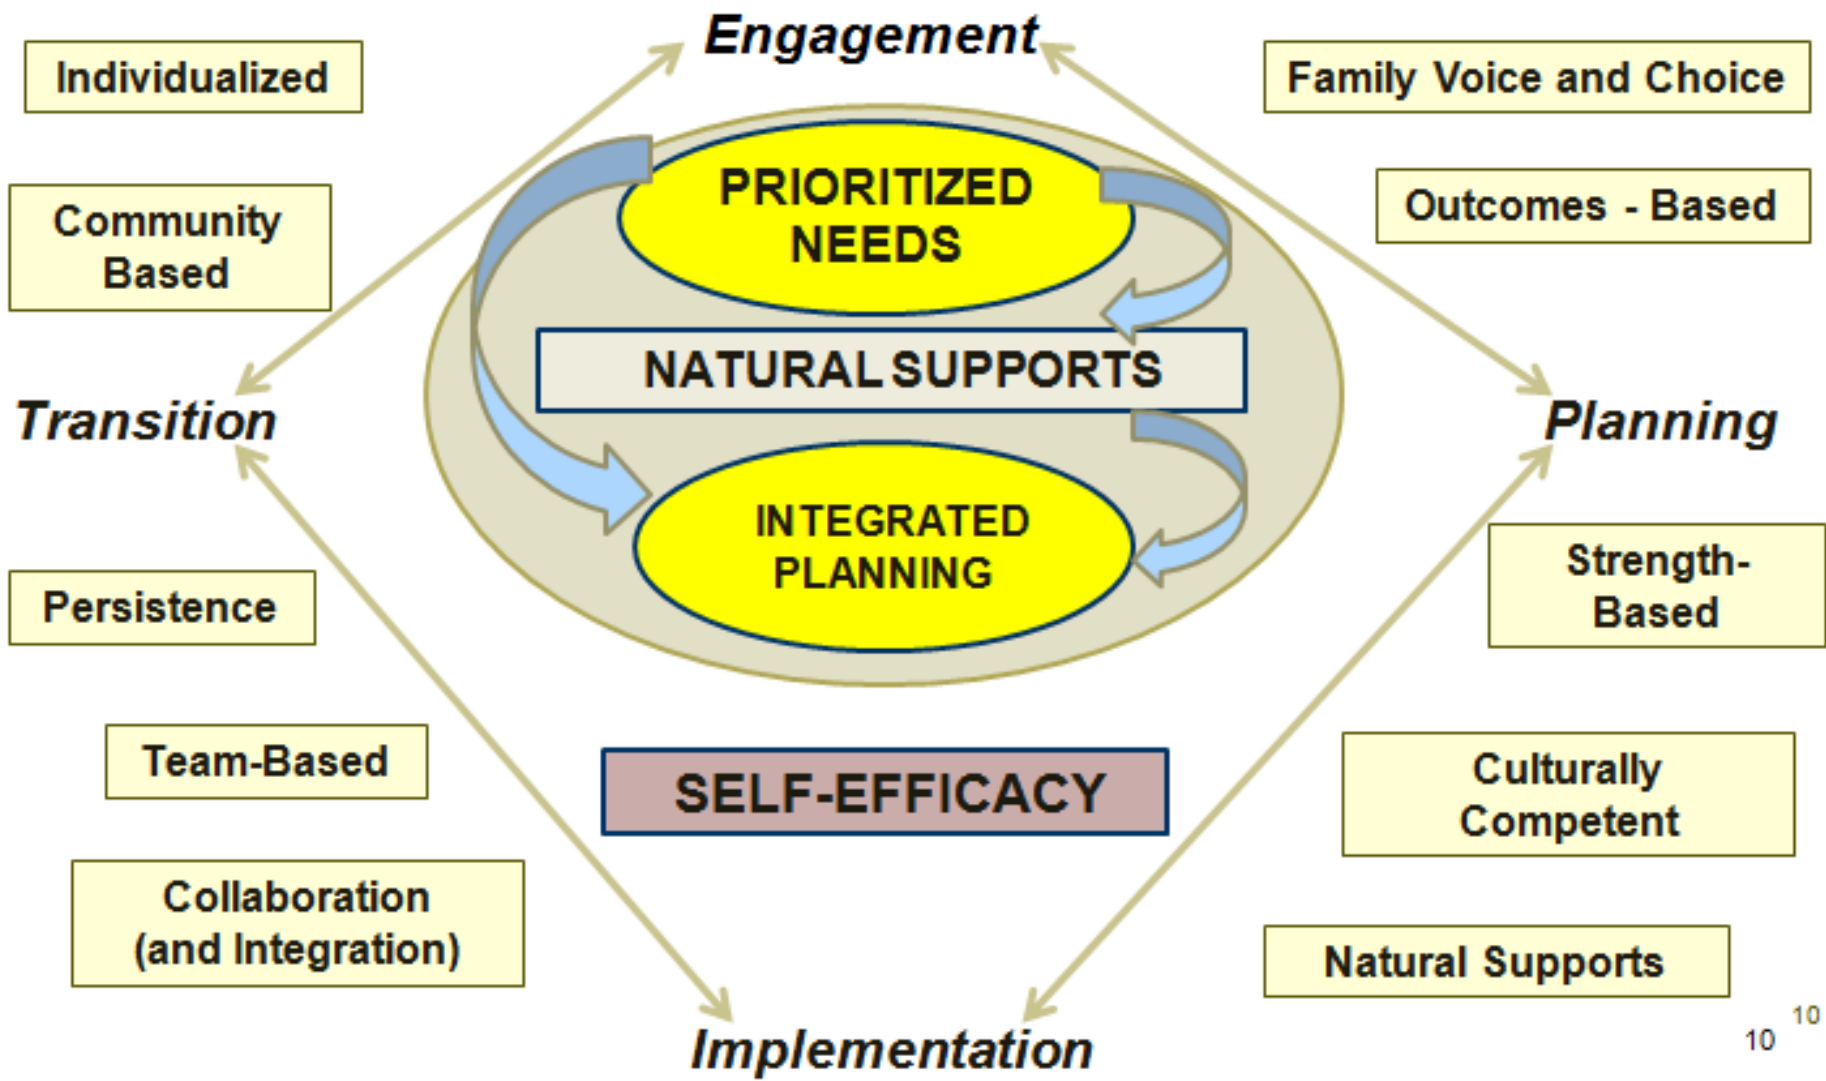 Engagement
Individualized
Family Voice and Choice
PRIORITIZED
NEEDS
Outcomes - Based
Community
Based
NATURAL SUPPORTS
Transition
Planning
INTEGRATED
PLANNING
Strength-
Based
Persistence
Team-Based
SELF-EFFICACY
Culturally
Competent
Collaboration
(and Integration)
Natural Supports
Implementation
10
10